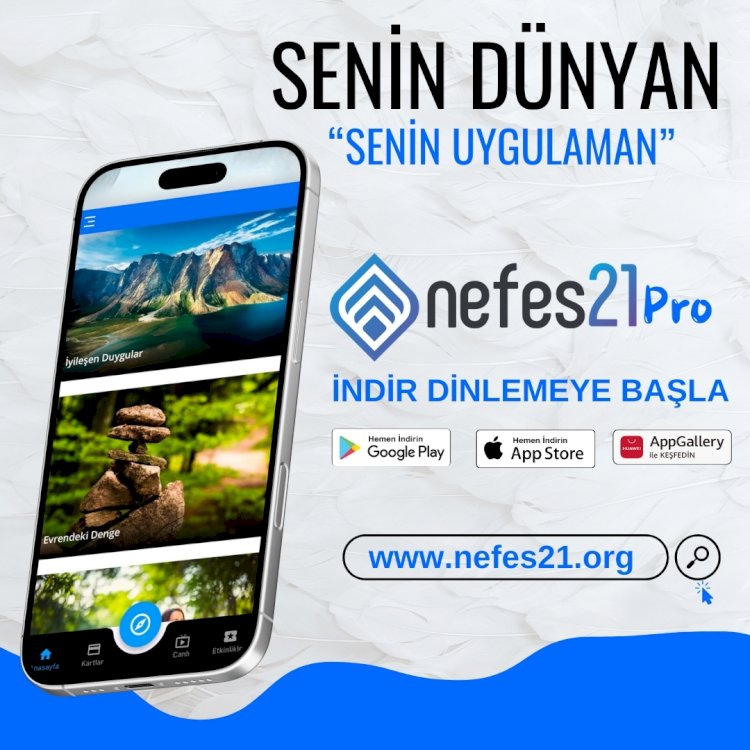 SENİN DÜNYAN
“SENİN UYGULAMAN”
nefes21Pro
İNDİR DİNLEMEYE BAŞLA
Hemen İndirin
Google Play
Hemen İndirin
App Store
HUAWEI
AppGallery
ile KEŞFEDİN
www.nefes21.org
İyileşen Duygular
Evrendeki Denge
Kartlar
Canlı